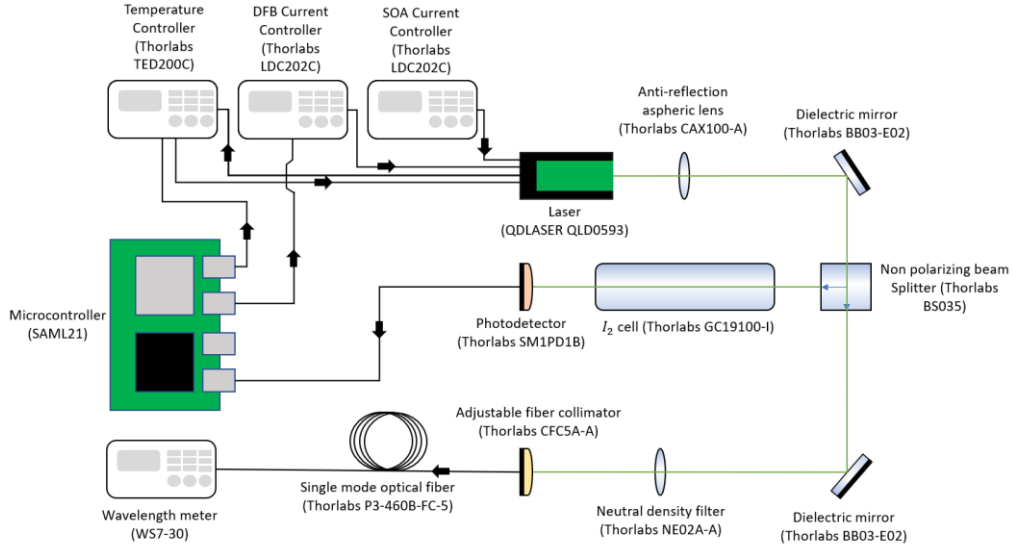 Temperature
Controller
(Thorlabs
TED200C)
DFB Current
Controller
(Thorlabs
LDC202C)
SOA Current
Controller
(Thorlabs
LDC202C)
Anti-reflection
aspheric lens
(Thorlabs CAX100-A)
Dielectric mirror
(Thorlabs BB03-E02)
Laser
(QDLASER QLD0593)
Non polarizing beam
Splitter (Thorlabs
BS035)
Microcontroller
(SAML21)
Photodetector
(Thorlabs SM1PD1B)
I₂ cell (Thorlabs GC19100-I)
Adjustable fiber collimator
(Thorlabs CFC5A-A)
Single mode optical fiber
(Thorlabs P3-460B-FC-5)
Wavelength meter
(WS7-30)
Neutral density filter
(Thorlabs NE02A-A)
Dielectric mirror
(Thorlabs BB03-E02)